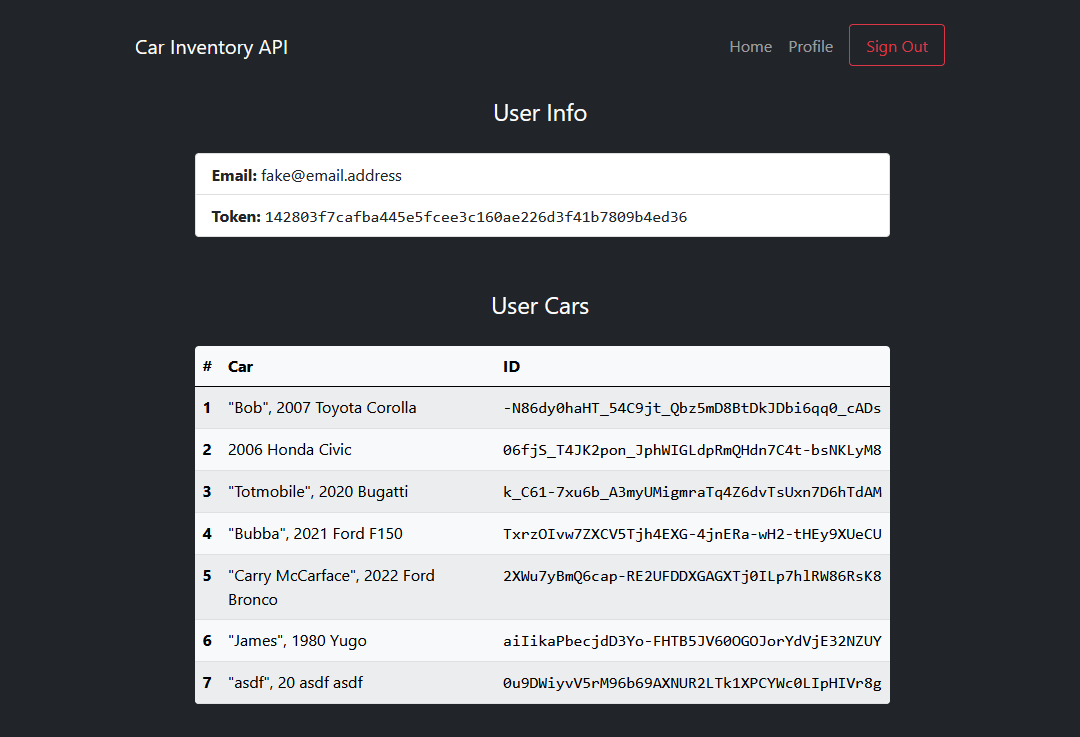 Car Inventory API Home Profile Sign Out
User Info
Email: fake@email.address
Token: 142803f7cafba445e5fcee3c160ae226d3f41b7809b4ed36
User Cars
# Car ID
1 "Bob", 2007 Toyota Corolla -N86dy0haHT_54C9jt_Qbz5mD8BtDkJDbi6qq0_cADs
2 2006 Honda Civic 06fjS_T4JK2pon_JphWIGLdpRmQHdn7C4t-bsNKLyM8
3 "Totmobile", 2020 Bugatti k_C61-7xu6b_A3myUMigmraTq4Z6dvTsUxn7D6hTdAM
4 "Bubba", 2021 Ford F150 TxrzOIvw7ZXCV5Tjh4EXG-4jnERa-wH2-tHEy9XUeCU
5 "Carry McCarface", 2022 Ford 2XWu7yBmQ6cap-RE2UFDDXGAGXTj0ILp7hlRW86RsK8
Bronco
6 "James", 1980 Yugo aiIikaPbecjdD3Yo-FHTB5JV60OGOJorYdVjE32NZUY
7 "asdf", 20 asdf asdf 0u9DWiyvV5rM96b69AXNUR2LTk1XPCYWc0LIpHIVr8g